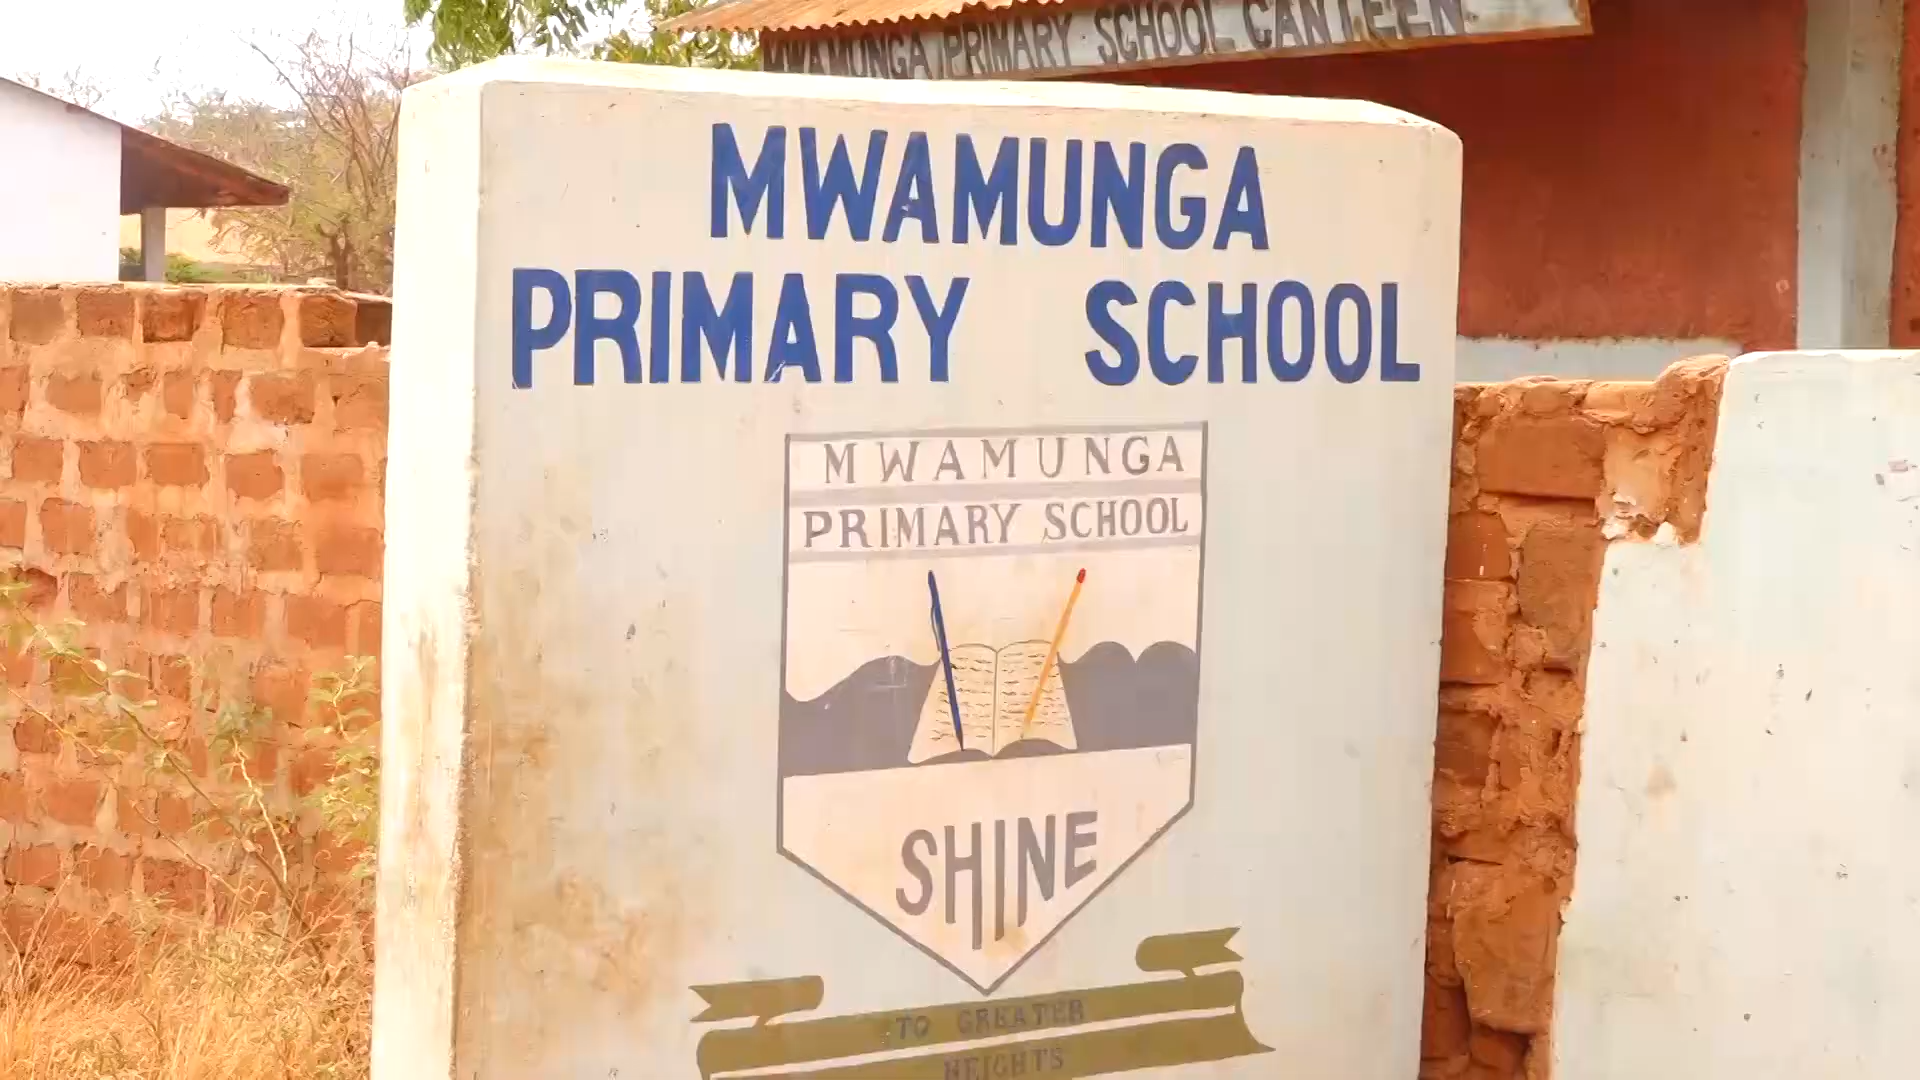 MWAMUNGA PRIMARY SCHOOL CANTEEN
MWAMUNGA
PRIMARY SCHOOL
MWAMUNGA
PRIMARY SCHOOL
SHINE
TO GREATER
HEIGHTS